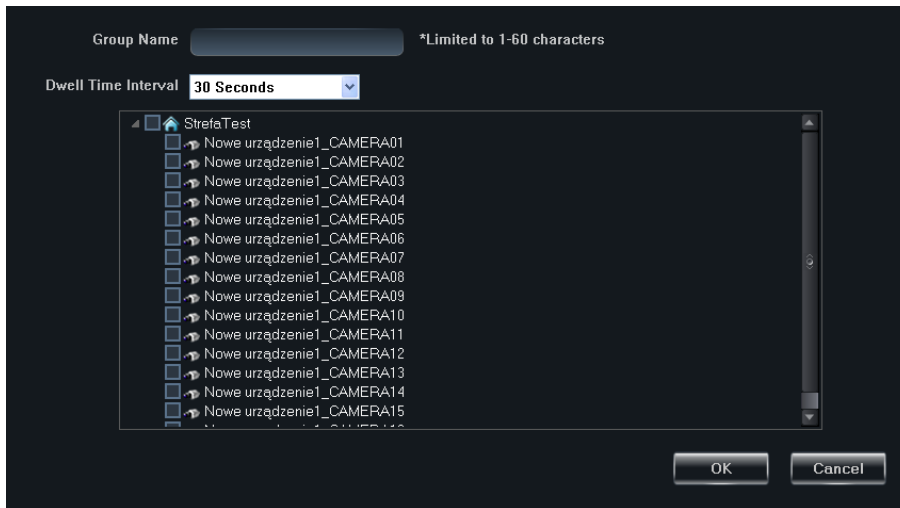 Group Name *Limited to 1-60 characters
Dwell Time Interval 30 Seconds
StrefaTest
Nowe urządzenie1_CAMERA01
Nowe urządzenie1_CAMERA02
Nowe urządzenie1_CAMERA03
Nowe urządzenie1_CAMERA04
Nowe urządzenie1_CAMERA05
Nowe urządzenie1_CAMERA06
Nowe urządzenie1_CAMERA07
Nowe urządzenie1_CAMERA08
Nowe urządzenie1_CAMERA09
Nowe urządzenie1_CAMERA10
Nowe urządzenie1_CAMERA11
Nowe urządzenie1_CAMERA12
Nowe urządzenie1_CAMERA13
Nowe urządzenie1_CAMERA14
Nowe urządzenie1_CAMERA15
OK Cancel